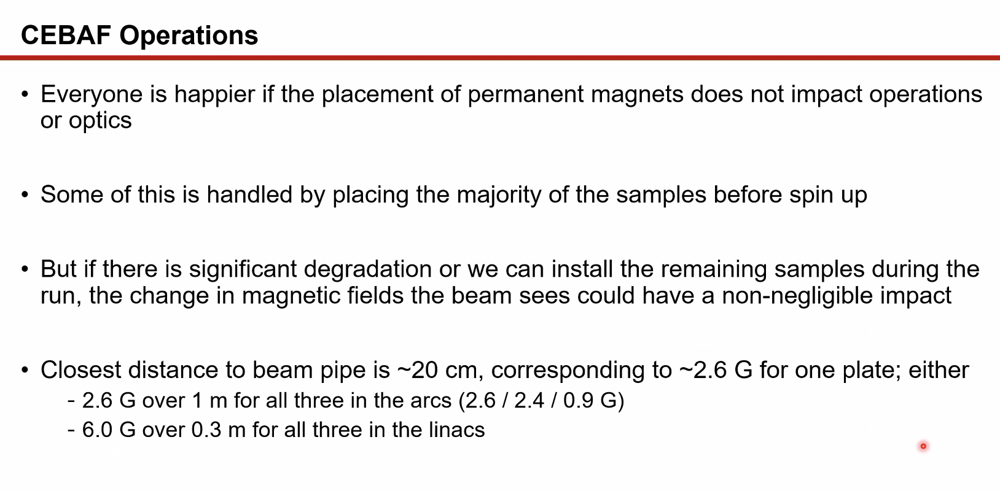 CEBAF Operations
• Everyone is happier if the placement of permanent magnets does not impact operations
or optics
• Some of this is handled by placing the majority of the samples before spin up
• But if there is significant degradation or we can install the remaining samples during the
run, the change in magnetic fields the beam sees could have a non-negligible impact
• Closest distance to beam pipe is ~20 cm, corresponding to ~2.6 G for one plate; either
- 2.6 G over 1 m for all three in the arcs (2.6 / 2.4 / 0.9 G)
- 6.0 G over 0.3 m for all three in the linacs